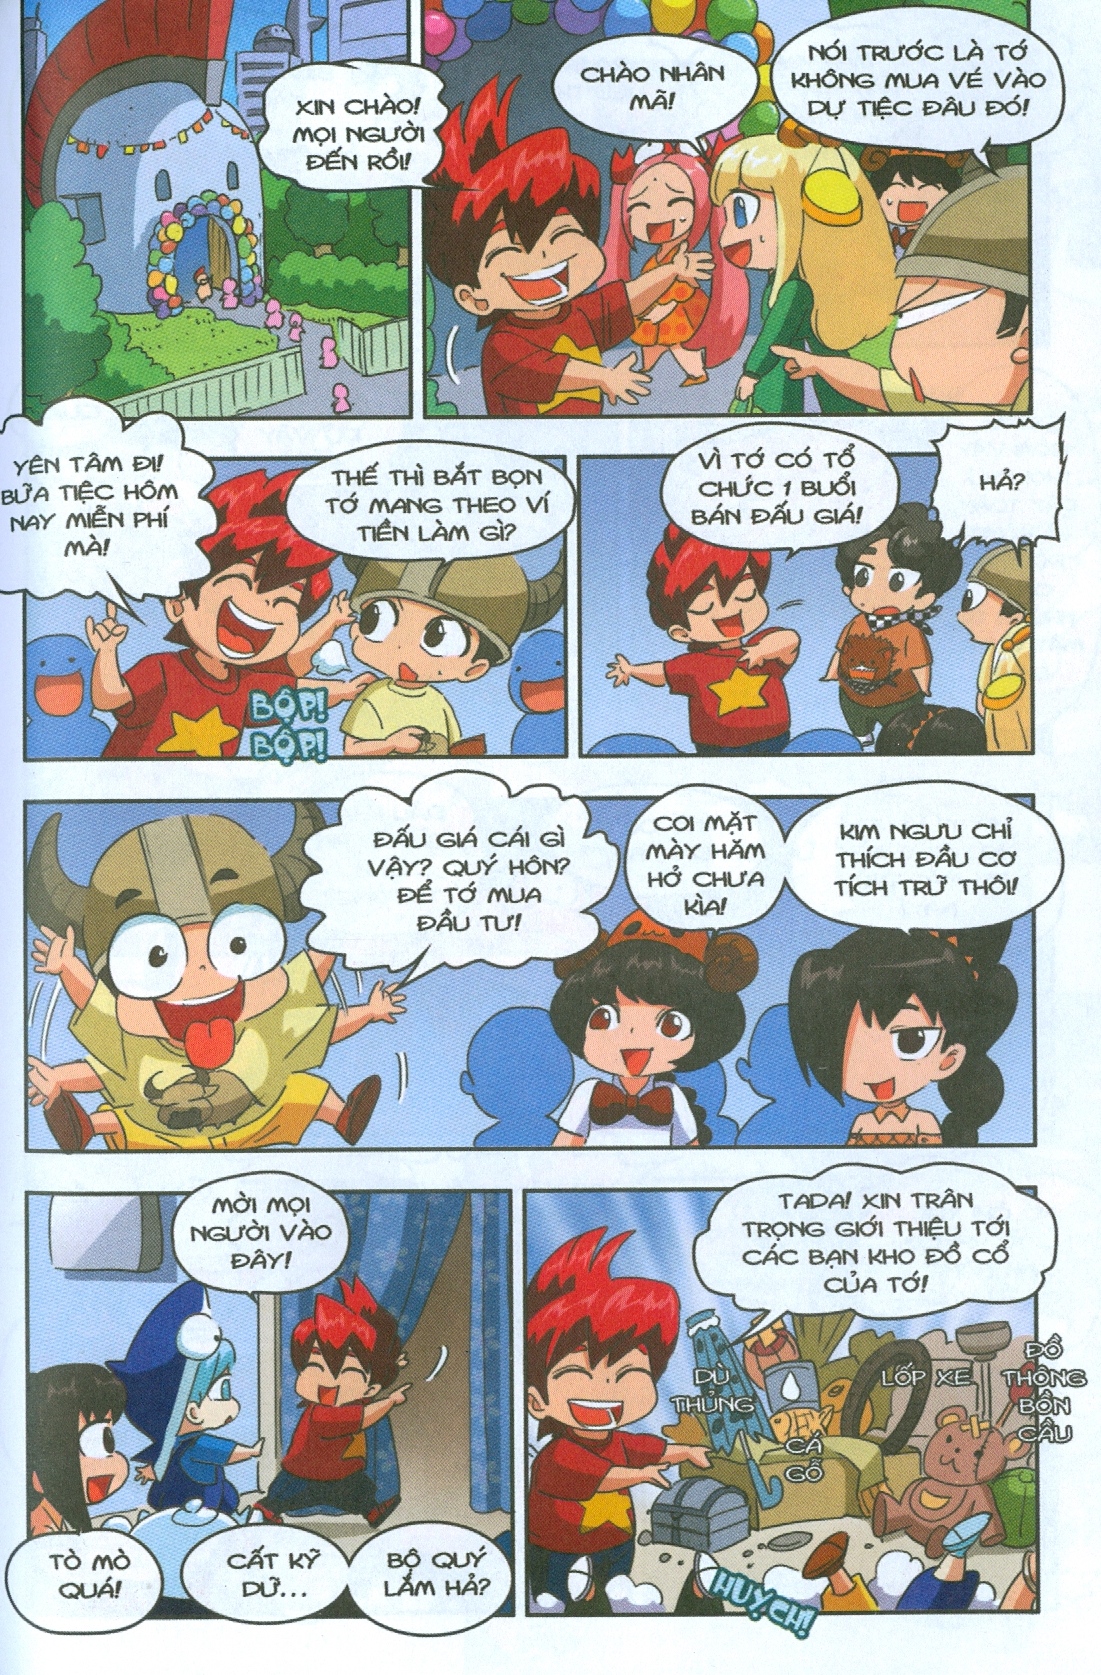 XIN CHÀO!
MỌI NGƯỜI
ĐẾN RỒI!
CHÀO NHÂN
MÃ!
NÓI TRƯỚC LÀ TỚ
KHÔNG MUA VÉ VÀO
DỰ TIỆC ĐÂU ĐÓ!
YÊN TÂM ĐI!
BỮA TIỆC HÔM
NAY MIỄN PHÍ
MÀ!
THẾ THÌ BẮT BỌN
TỚ MANG THEO VÍ
TIỀN LÀM GÌ?
BỘP!
BỘP!
VÌ TỚ CÓ TỔ
CHỨC 1 BUỔI
BÁN ĐẤU GIÁ!
HẢ?
ĐẤU GIÁ CÁI GÌ
VẬY? QUÝ HÔN?
ĐỂ TỚ MUA
ĐẦU TƯ!
COI MẶT
MÀY HĂM
HỞ CHƯA
KÌA!
KIM NGƯU CHỈ
THÍCH ĐẦU CƠ
TÍCH TRỮ THÔI!
MỜI MỌI
NGƯỜI VÀO
ĐÂY!
TÒ MÒ
QUÁ!
CẤT KỸ
DỮ...
BỘ QUÝ
LẮM HẢ?
TADA! XIN TRÂN
TRỌNG GIỚI THIỆU TỚI
CÁC BẠN KHO ĐỒ CỔ
CỦA TỚ!
DÙ
THỦNG
CÁ
GỖ
LỐP XE
ĐỒ
THÔNG
BỒN
CẦU
HUỴCH!